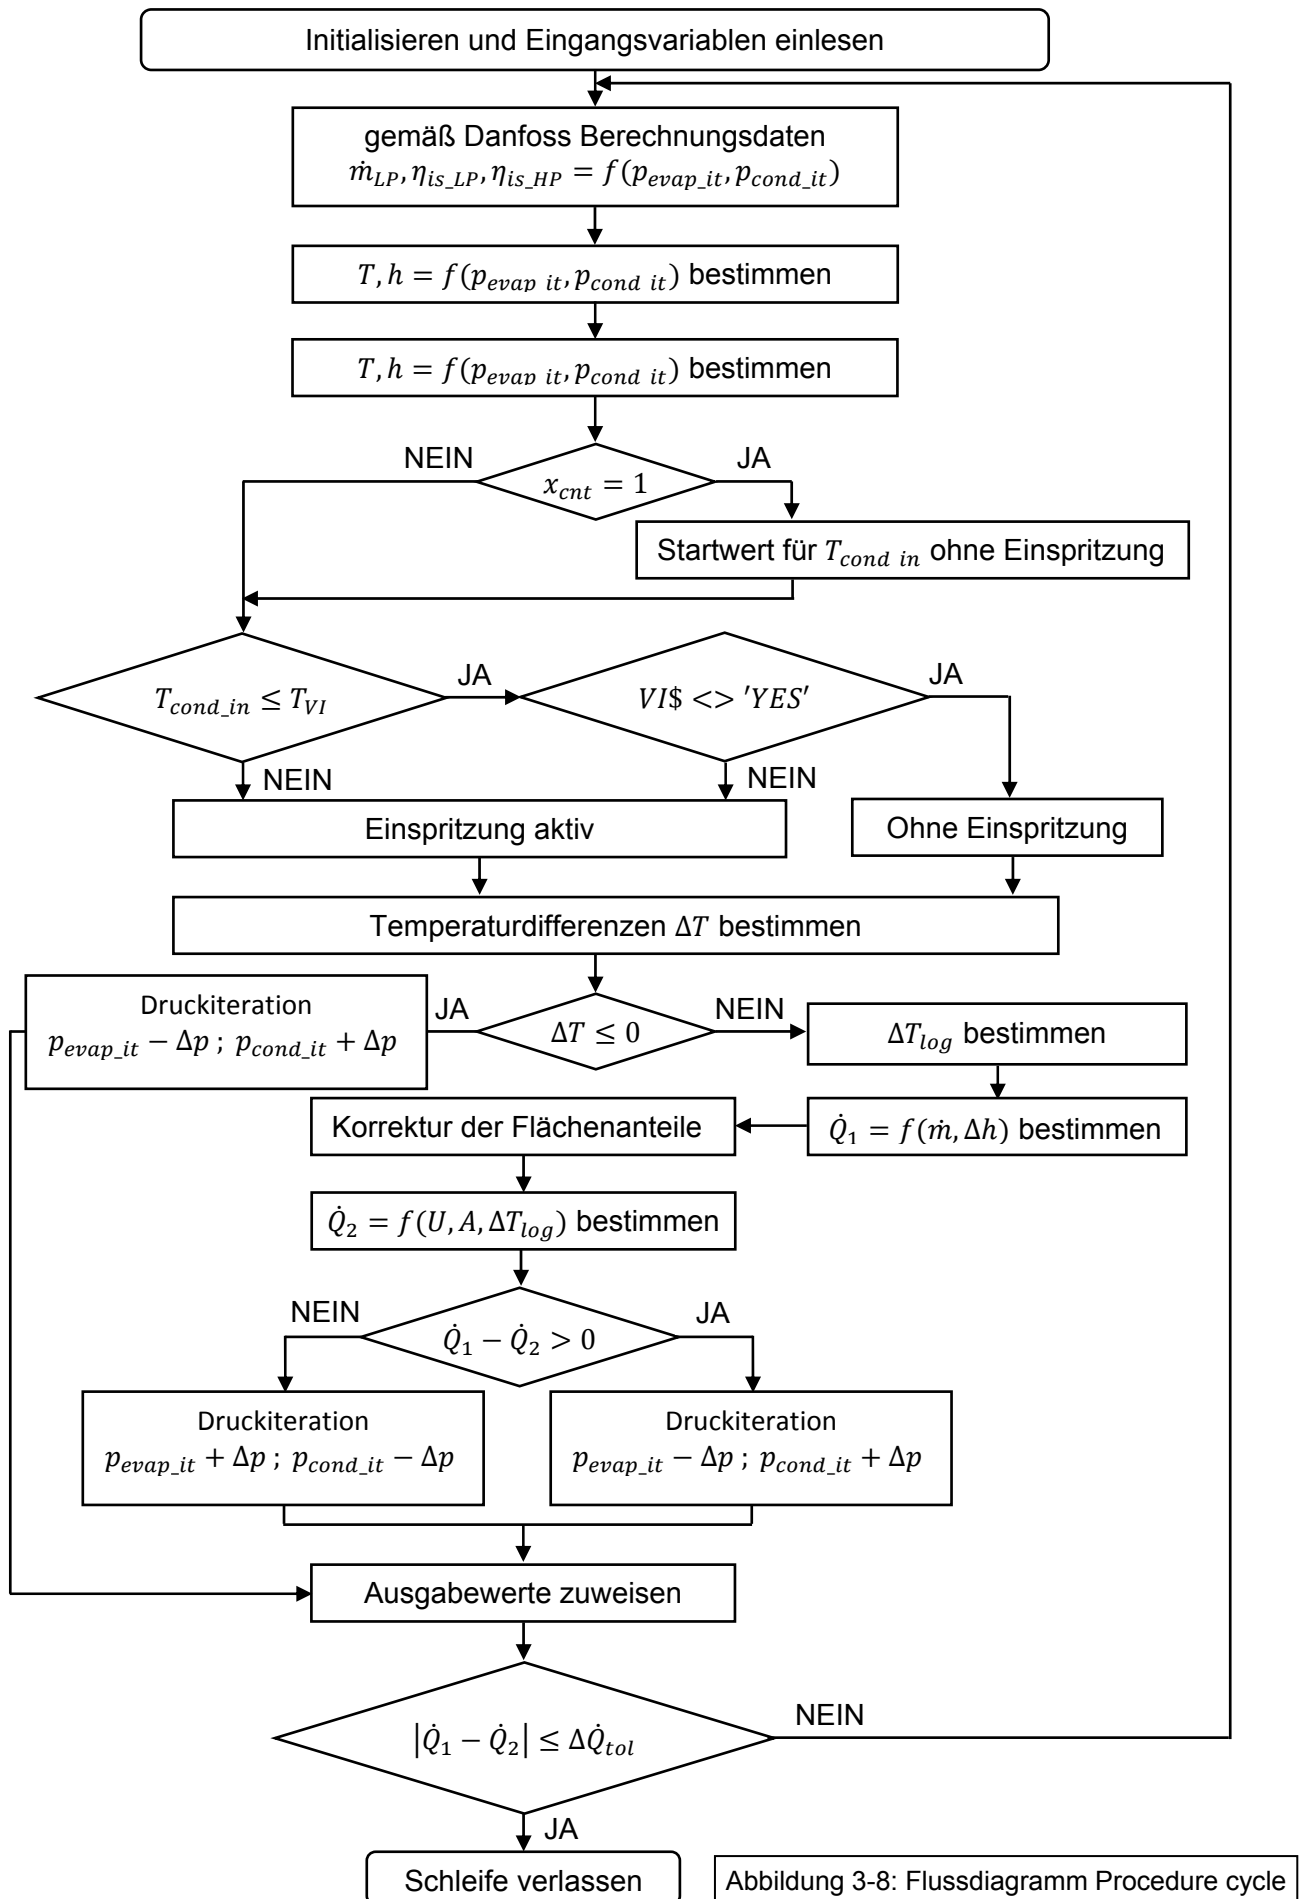 Initialisieren und Eingangsvariablen einlesen
gemäß Danfoss Berechnungsdaten
ṁ_LP, η_is_LP, η_is_HP = f(p_evap_it, p_cond_it)
T, h = f(p_evap it, p_cond it) bestimmen
T, h = f(p_evap it, p_cond it) bestimmen
NEIN
JA
x_cnt = 1
Startwert für T_cond in ohne Einspritzung
JA
JA
T_cond_in ≤ T_VI
VI$ <> 'YES'
NEIN
NEIN
Einspritzung aktiv
Ohne Einspritzung
Temperaturdifferenzen ΔT bestimmen
Druckiteration
p_evap_it − Δp ; p_cond_it + Δp
JA
NEIN
ΔT ≤ 0
ΔT_log bestimmen
Korrektur der Flächenanteile
Q̇_1 = f(ṁ, Δh) bestimmen
Q̇_2 = f(U, A, ΔT_log) bestimmen
NEIN
JA
Q̇_1 − Q̇_2 > 0
Druckiteration
p_evap_it + Δp ; p_cond_it − Δp
Druckiteration
p_evap_it − Δp ; p_cond_it + Δp
Ausgabewerte zuweisen
NEIN
|Q̇_1 − Q̇_2| ≤ ΔQ̇_tol
JA
Schleife verlassen
Abbildung 3-8: Flussdiagramm Procedure cycle